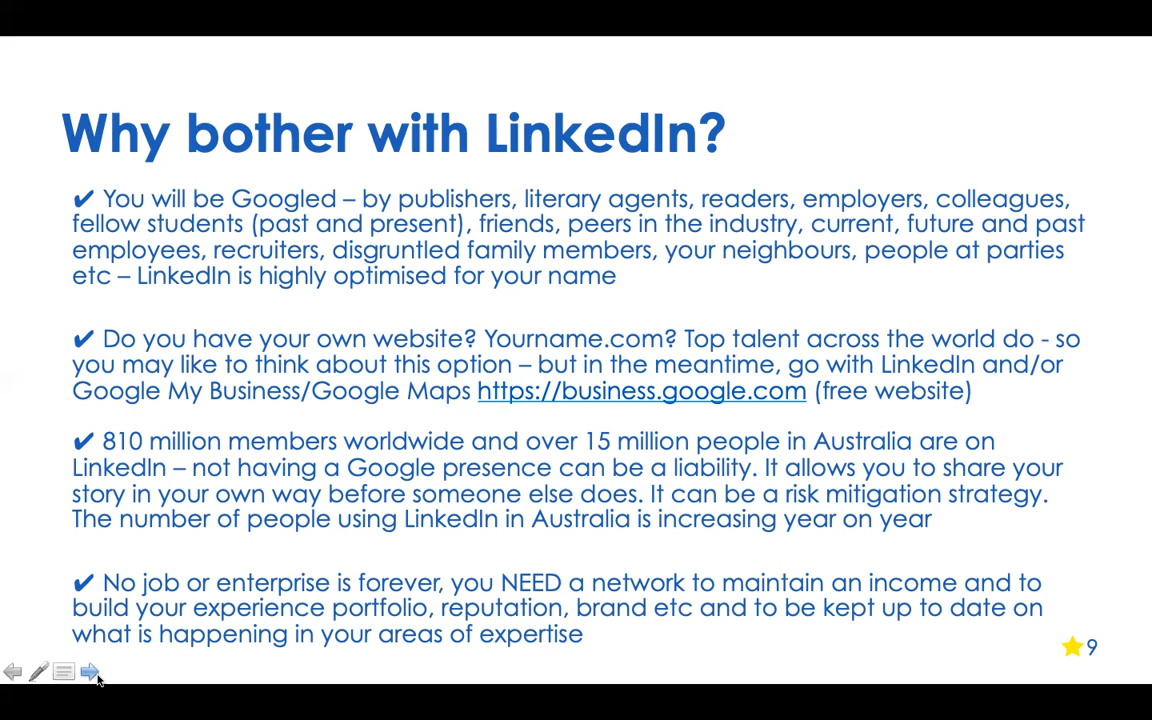 Why bother with LinkedIn?
✔ You will be Googled – by publishers, literary agents, readers, employers, colleagues,
fellow students (past and present), friends, peers in the industry, current, future and past
employees, recruiters, disgruntled family members, your neighbours, people at parties
etc – LinkedIn is highly optimised for your name
✔ Do you have your own website? Yourname.com? Top talent across the world do - so
you may like to think about this option – but in the meantime, go with LinkedIn and/or
Google My Business/Google Maps https://business.google.com (free website)
✔ 810 million members worldwide and over 15 million people in Australia are on
LinkedIn – not having a Google presence can be a liability. It allows you to share your
story in your own way before someone else does. It can be a risk mitigation strategy.
The number of people using LinkedIn in Australia is increasing year on year
✔ No job or enterprise is forever, you NEED a network to maintain an income and to
build your experience portfolio, reputation, brand etc and to be kept up to date on
what is happening in your areas of expertise
9